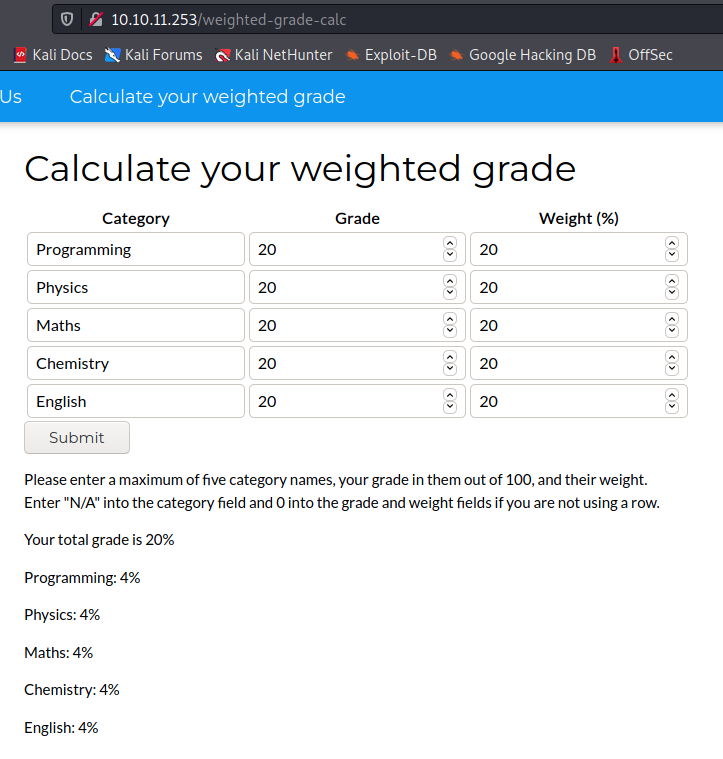 10.10.11.253/weighted-grade-calc
Kali Docs Kali Forums Kali NetHunter Exploit-DB Google Hacking DB OffSec
Us Calculate your weighted grade
Calculate your weighted grade
Category Grade Weight (%)
Programming 20 20
Physics 20 20
Maths 20 20
Chemistry 20 20
English 20 20
Submit
Please enter a maximum of five category names, your grade in them out of 100, and their weight.
Enter "N/A" into the category field and 0 into the grade and weight fields if you are not using a row.
Your total grade is 20%
Programming: 4%
Physics: 4%
Maths: 4%
Chemistry: 4%
English: 4%